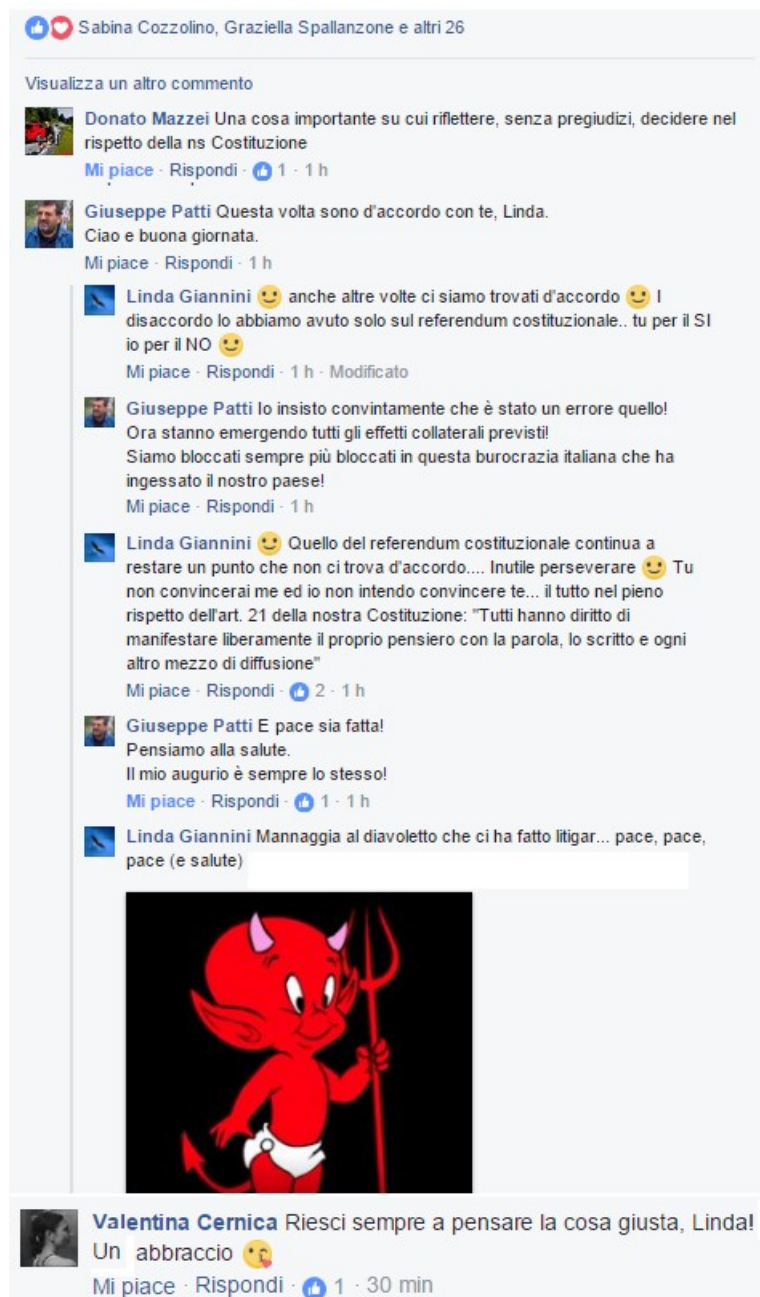 Sabina Cozzolino, Graziella Spallanzone e altri 26
Visualizza un altro commento
Donato Mazzei Una cosa importante su cui riflettere, senza pregiudizi, decidere nel
rispetto della ns Costituzione
Mi piace · Rispondi · 1 · 1 h
Giuseppe Patti Questa volta sono d'accordo con te, Linda.
Ciao e buona giornata.
Mi piace · Rispondi · 1 h
Linda Giannini 🙂 anche altre volte ci siamo trovati d'accordo 🙂 I
disaccordo lo abbiamo avuto solo sul referendum costituzionale.. tu per il SI
io per il NO 🙂
Mi piace · Rispondi · 1 h · Modificato
Giuseppe Patti Io insisto convintamente che è stato un errore quello!
Ora stanno emergendo tutti gli effetti collaterali previsti!
Siamo bloccati sempre più bloccati in questa burocrazia italiana che ha
ingessato il nostro paese!
Mi piace · Rispondi · 1 h
Linda Giannini 🙂 Quello del referendum costituzionale continua a
restare un punto che non ci trova d'accordo.... Inutile perseverare 🙂 Tu
non convincerai me ed io non intendo convincere te... il tutto nel pieno
rispetto dell'art. 21 della nostra Costituzione: "Tutti hanno diritto di
manifestare liberamente il proprio pensiero con la parola, lo scritto e ogni
altro mezzo di diffusione"
Mi piace · Rispondi · 2 · 1 h
Giuseppe Patti E pace sia fatta!
Pensiamo alla salute.
Il mio augurio è sempre lo stesso!
Mi piace · Rispondi · 1 · 1 h
Linda Giannini Mannaggia al diavoletto che ci ha fatto litigar... pace, pace,
pace (e salute)
Valentina Cernica Riesci sempre a pensare la cosa giusta, Linda!
Un abbraccio 😘
Mi piace · Rispondi · 1 · 30 min